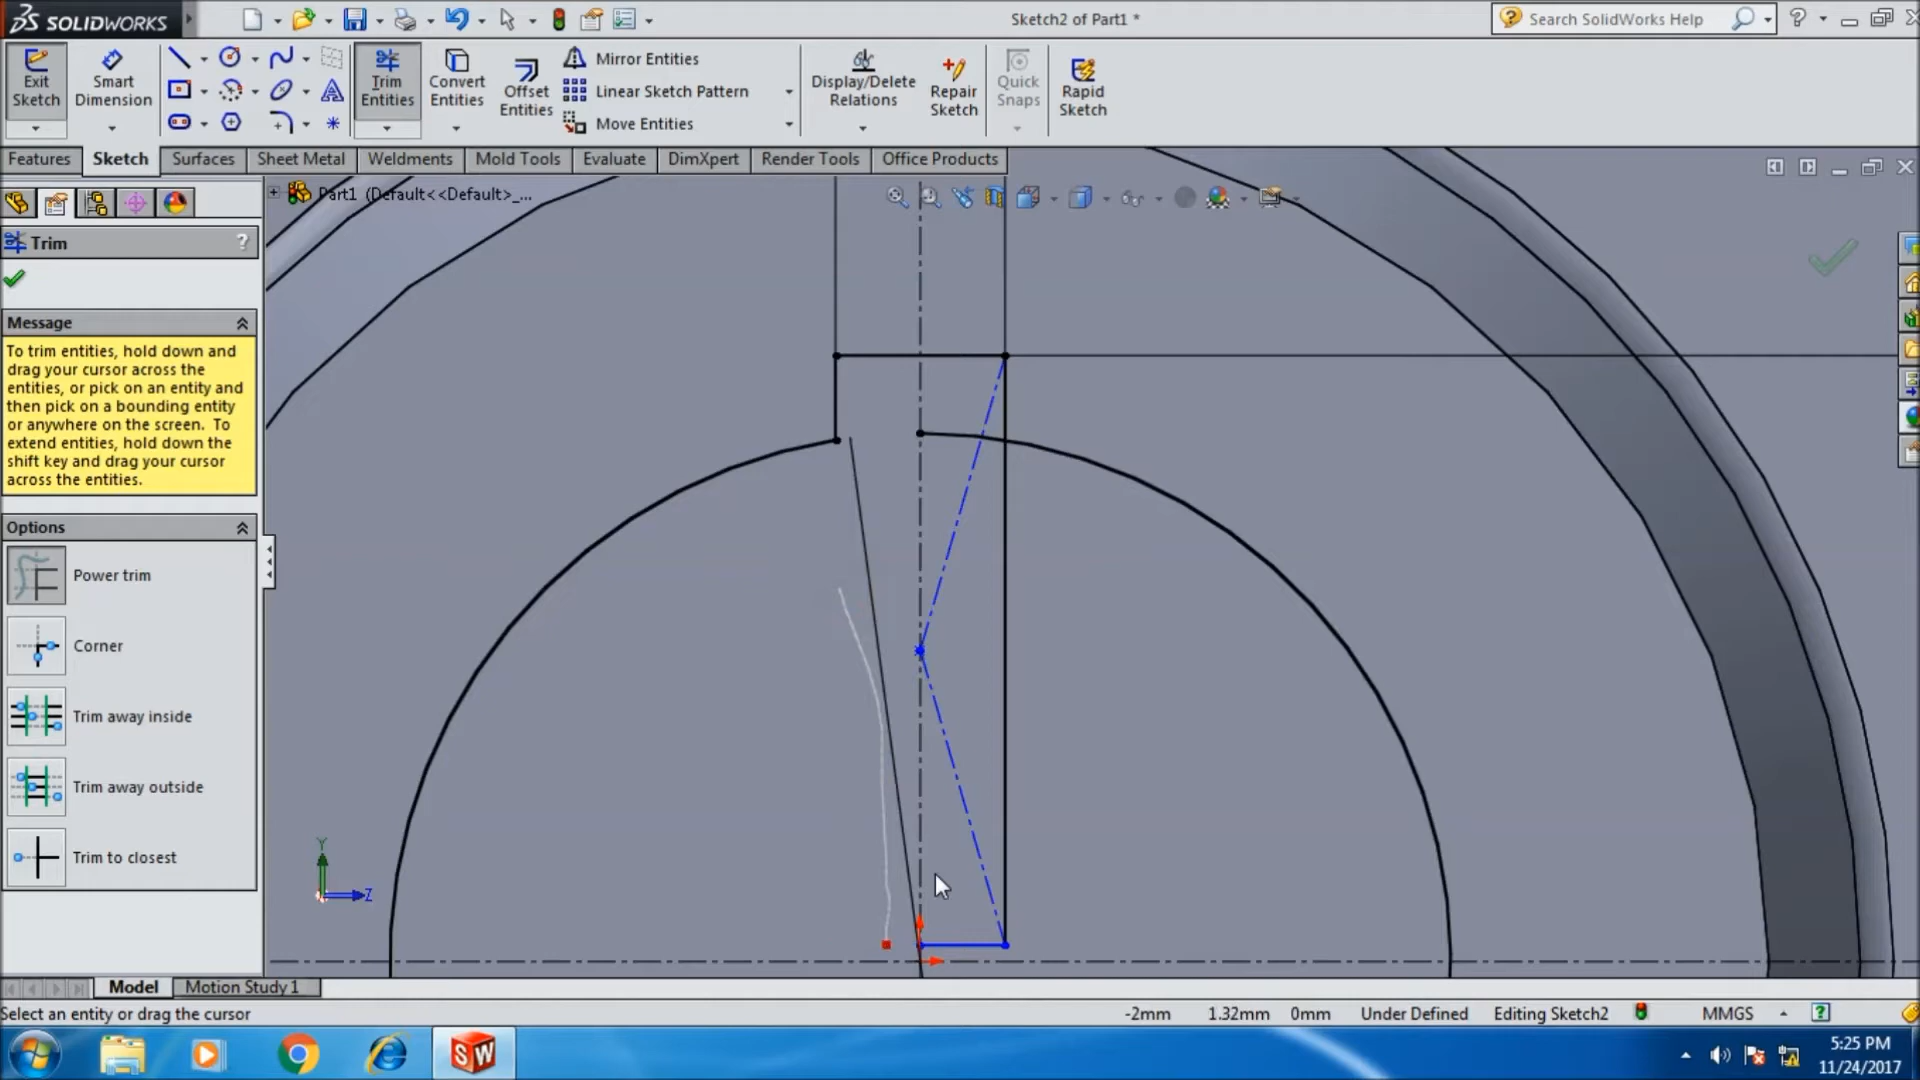 SOLIDWORKS
Sketch2 of Part1 *
Search SolidWorks Help
Exit Sketch
Smart Dimension
Trim Entities
Convert Entities
Offset Entities
Mirror Entities
Linear Sketch Pattern
Move Entities
Display/Delete Relations
Repair Sketch
Quick Snaps
Rapid Sketch
Features Sketch Surfaces Sheet Metal Weldments Mold Tools Evaluate DimXpert Render Tools Office Products
Part1 (Default<<Default>_...
Trim ?
Message
To trim entities, hold down and
drag your cursor across the
entities, or pick on an entity and
then pick on a bounding entity
or anywhere on the screen. To
extend entities, hold down the
shift key and drag your cursor
across the entities.
Options
Power trim
Corner
Trim away inside
Trim away outside
Trim to closest
Y
Z
Model Motion Study 1
Select an entity or drag the cursor
-2mm 1.32mm 0mm Under Defined Editing Sketch2 MMGS
SW
5:25 PM
11/24/2017